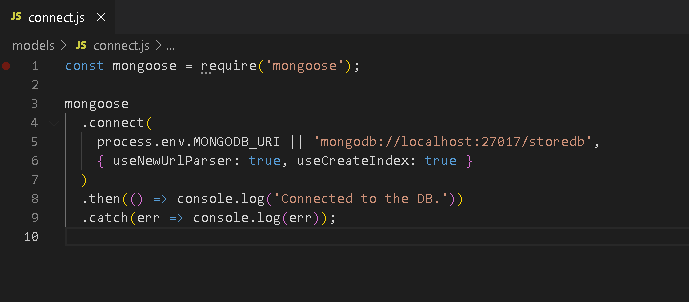 JS connect.js ×
models > JS connect.js > ...
1 const mongoose = require('mongoose');
2
3 mongoose
4 .connect(
5 process.env.MONGODB_URI || 'mongodb://localhost:27017/storedb',
6 { useNewUrlParser: true, useCreateIndex: true }
7 )
8 .then(() => console.log('Connected to the DB.'))
9 .catch(err => console.log(err));
10